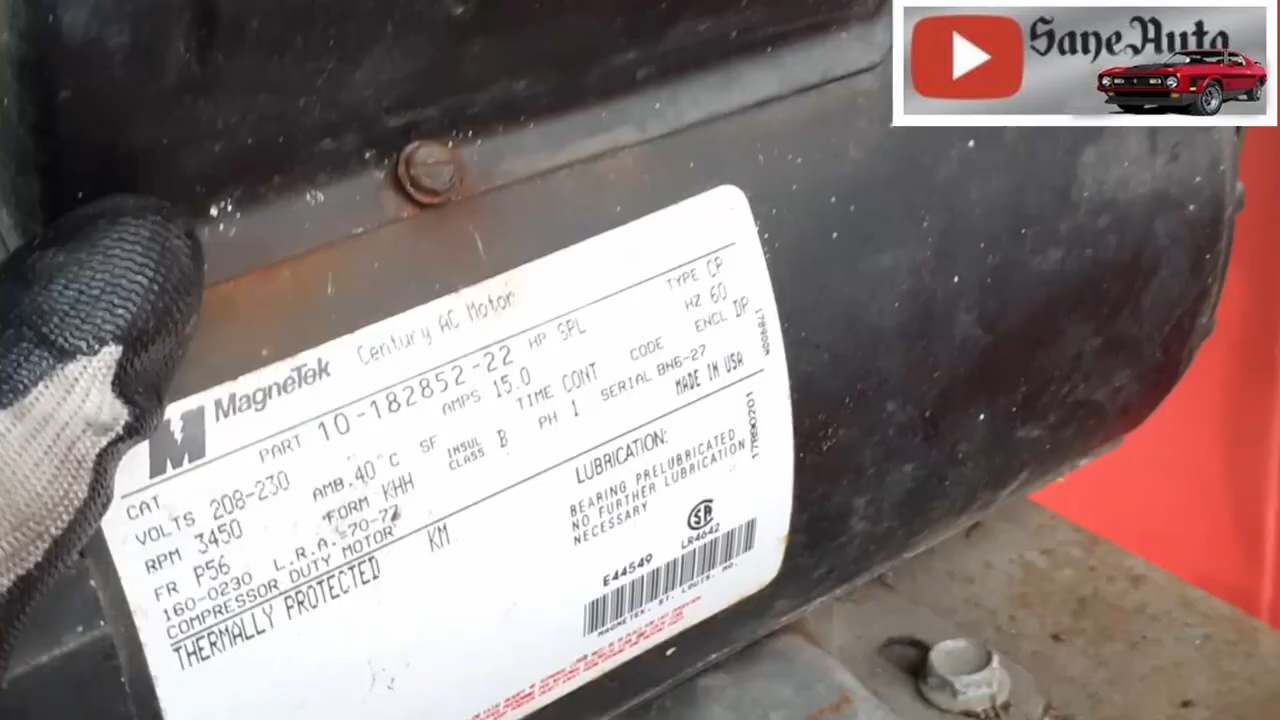 SaneAuto
MagneTek Century AC Motor
PART 10-182852-22 HP SPL TYPE CP
CAT AMPS 15.0 HZ 60
VOLTS 208-230 AMB. 40°C SF TIME CONT CODE ENCL DP
RPM 3450 FORM KHH INSUL CLASS B PH 1 SERIAL BN6-27
FR P56 L.R.A.-70-77 MADE IN USA
160-0230
COMPRESSOR DUTY MOTOR KM
THERMALLY PROTECTED
LUBRICATION:
BEARING PRELUBRICATED
NO FURTHER LUBRICATION
NECESSARY
SA
E44549 LR4642
MAGNETEK, ST. LOUIS, MO.